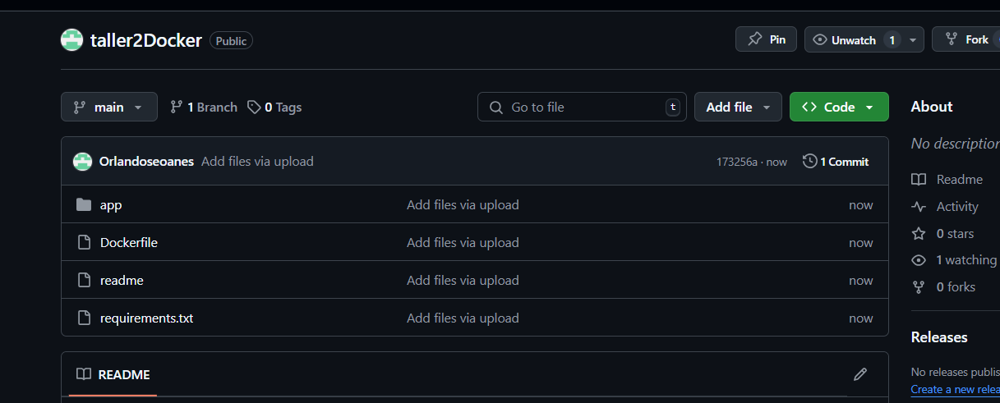 taller2Docker Public Pin Unwatch 1 Fork
main 1 Branch 0 Tags Go to file t Add file Code
Orlandoseoanes Add files via upload 173256a · now 1 Commit
app Add files via upload now
Dockerfile Add files via upload now
readme Add files via upload now
requirements.txt Add files via upload now
README
About
No description
Readme
Activity
0 stars
1 watching
0 forks
Releases
No releases publis
Create a new relea